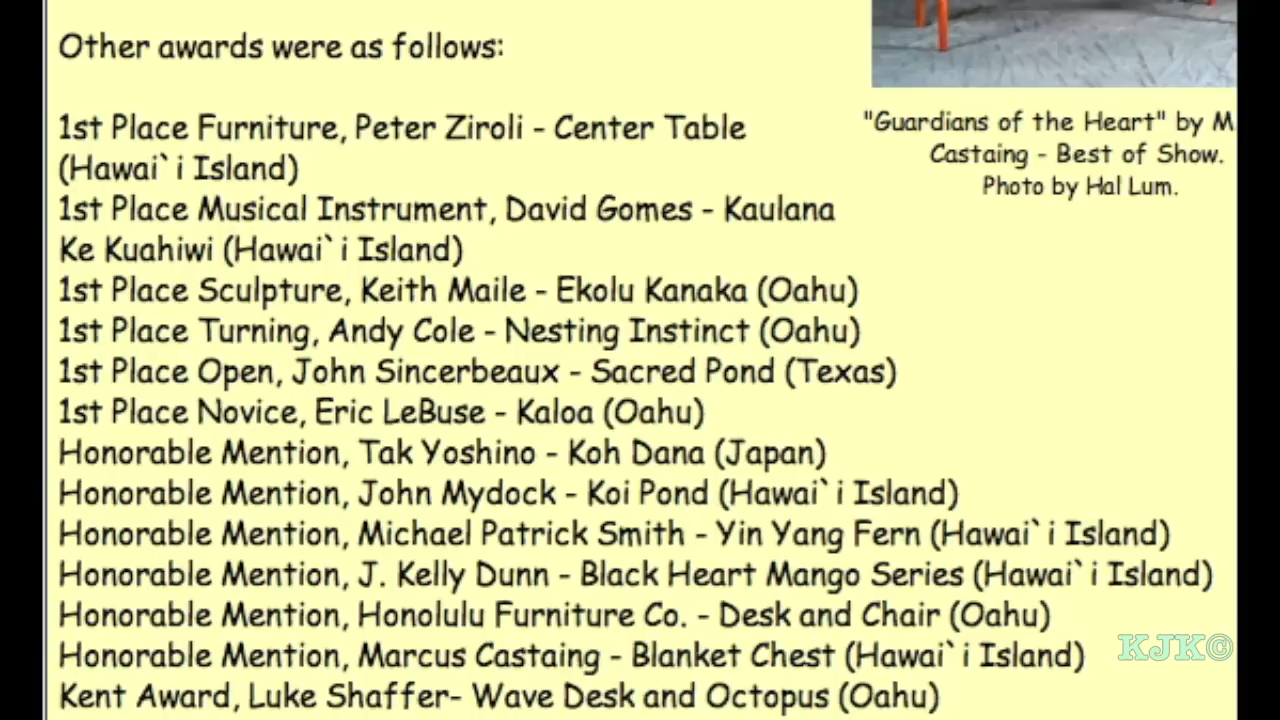 Other awards were as follows:
1st Place Furniture, Peter Ziroli - Center Table
(Hawai`i Island)
1st Place Musical Instrument, David Gomes - Kaulana
Ke Kuahiwi (Hawai`i Island)
1st Place Sculpture, Keith Maile - Ekolu Kanaka (Oahu)
1st Place Turning, Andy Cole - Nesting Instinct (Oahu)
1st Place Open, John Sincerbeaux - Sacred Pond (Texas)
1st Place Novice, Eric LeBuse - Kaloa (Oahu)
Honorable Mention, Tak Yoshino - Koh Dana (Japan)
Honorable Mention, John Mydock - Koi Pond (Hawai`i Island)
Honorable Mention, Michael Patrick Smith - Yin Yang Fern (Hawai`i Island)
Honorable Mention, J. Kelly Dunn - Black Heart Mango Series (Hawai`i Island)
Honorable Mention, Honolulu Furniture Co. - Desk and Chair (Oahu)
Honorable Mention, Marcus Castaing - Blanket Chest (Hawai`i Island)
Kent Award, Luke Shaffer- Wave Desk and Octopus (Oahu)
"Guardians of the Heart" by M
Castaing - Best of Show.
Photo by Hal Lum.
KJK©